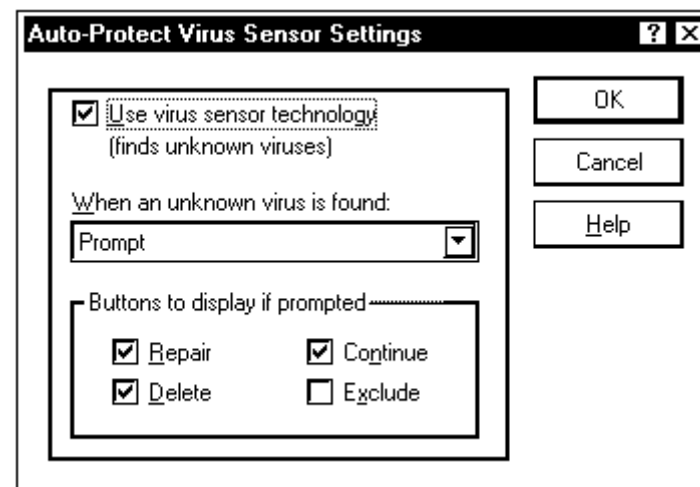 Auto-Protect Virus Sensor Settings
Use virus sensor technology
(finds unknown viruses)
When an unknown virus is found:
Prompt
Buttons to display if prompted
Repair
Continue
Delete
Exclude
OK
Cancel
Help